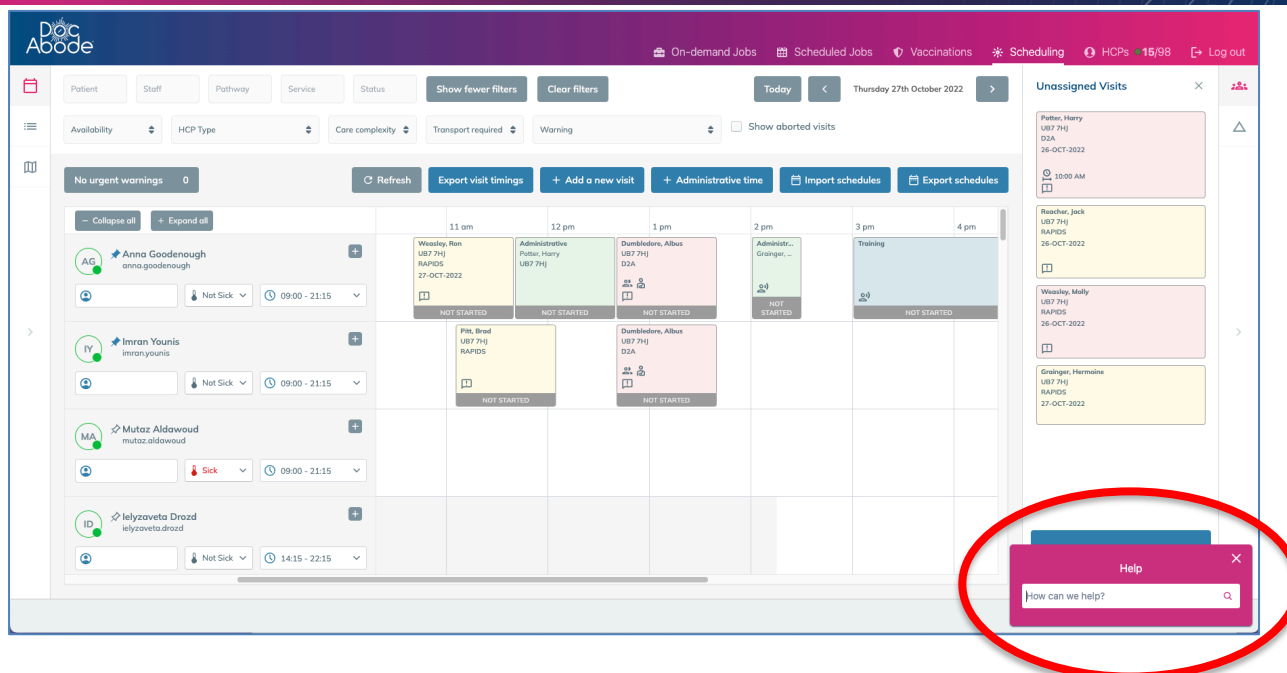 Doc
Abode
On-demand Jobs Scheduled Jobs Vaccinations Scheduling HCPs 15/98 Log out
Patient Staff Pathway Service Status Show fewer filters Clear filters Today < Thursday 27th October 2022 >
Availability HCP Type Care complexity Transport required Warning Show aborted visits
No urgent warnings 0 Refresh Export visit timings + Add a new visit + Administrative time Import schedules Export schedules
− Collapse all + Expand all
11 am 12 pm 1 pm 2 pm 3 pm 4 pm
AG Anna Goodenough
anna.goodenough
Not Sick 09:00 - 21:15
Weasley, Ron
UB7 7HJ
RAPIDS
27-OCT-2022
NOT STARTED
Administrative
Potter, Harry
UB7 7HJ
NOT STARTED
Dumbledore, Albus
UB7 7HJ
D2A
NOT STARTED
Administr...
Grainger, ...
NOT
STARTED
Training
NOT STARTED
IY Imran Younis
imran.younis
Not Sick 09:00 - 21:15
Pitt, Brad
UB7 7HJ
RAPIDS
NOT STARTED
Dumbledore, Albus
UB7 7HJ
D2A
NOT STARTED
MA Mutaz Aldawoud
mutaz.aldawoud
Sick 09:00 - 21:15
ID Ielyzaveta Drozd
ielyzaveta.drozd
Not Sick 14:15 - 22:15
Unassigned Visits
Potter, Harry
UB7 7HJ
D2A
26-OCT-2022
10:00 AM
Reacher, Jack
UB7 7HJ
RAPIDS
26-OCT-2022
Weasley, Molly
UB7 7HJ
RAPIDS
26-OCT-2022
Grainger, Hermoine
UB7 7HJ
RAPIDS
27-OCT-2022
Help
How can we help?